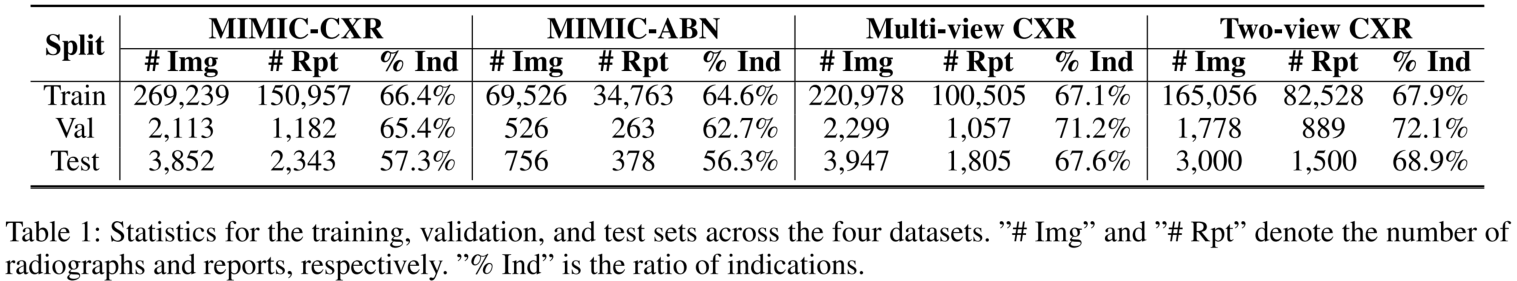 Split MIMIC-CXR MIMIC-ABN Multi-view CXR Two-view CXR
# Img # Rpt % Ind # Img # Rpt % Ind # Img # Rpt % Ind # Img # Rpt % Ind
Train 269,239 150,957 66.4% 69,526 34,763 64.6% 220,978 100,505 67.1% 165,056 82,528 67.9%
Val 2,113 1,182 65.4% 526 263 62.7% 2,299 1,057 71.2% 1,778 889 72.1%
Test 3,852 2,343 57.3% 756 378 56.3% 3,947 1,805 67.6% 3,000 1,500 68.9%
Table 1: Statistics for the training, validation, and test sets across the four datasets. ”# Img” and ”# Rpt” denote the number of
radiographs and reports, respectively. ”% Ind” is the ratio of indications.